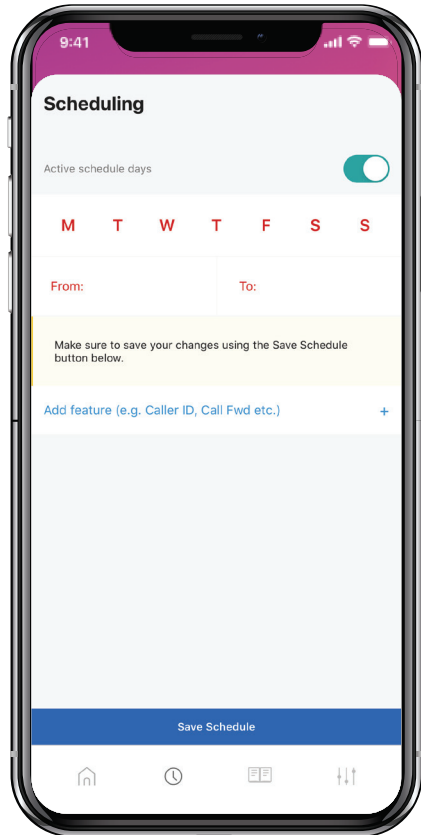 9:41
Scheduling
Active schedule days
M T W T F S S
From: To:
Make sure to save your changes using the Save Schedule
button below.
Add feature (e.g. Caller ID, Call Fwd etc.) +
Save Schedule